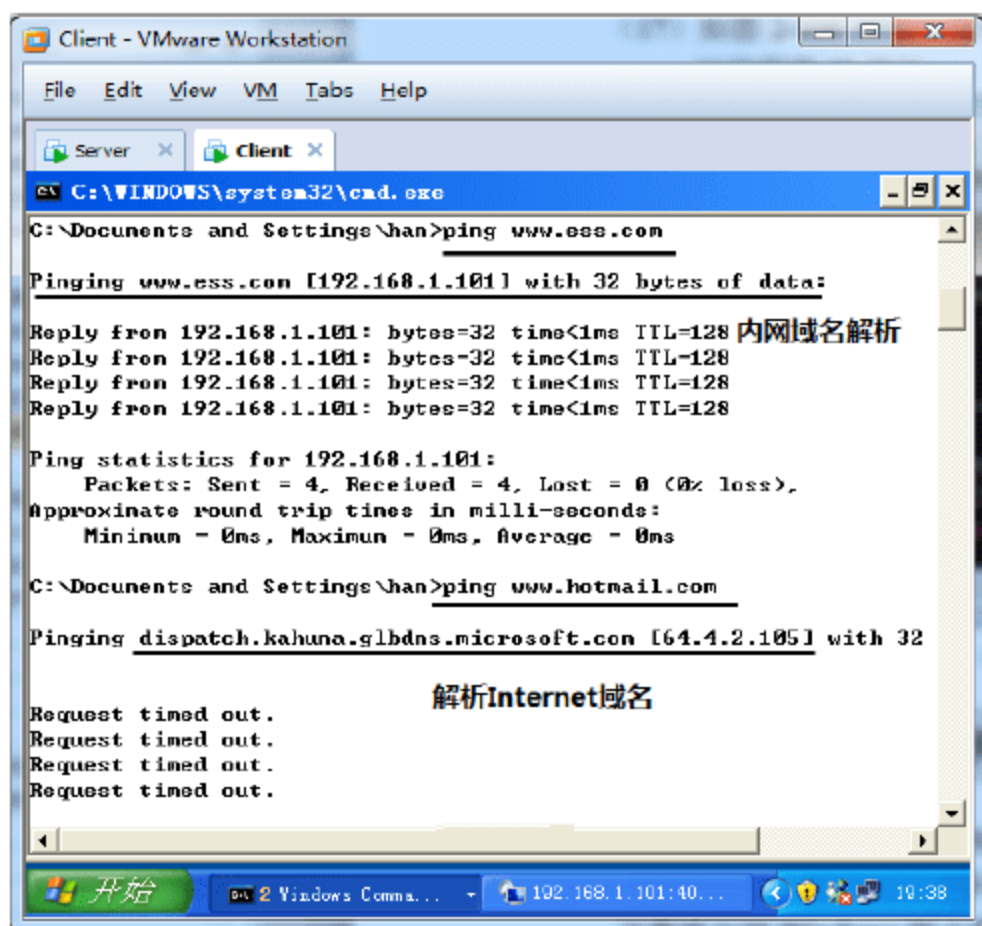 Client - VMware Workstation
File Edit View VM Tabs Help
Server Client
C:\WINDOWS\system32\cmd.exe
C:\Documents and Settings\han>ping www.ess.com
Pinging www.ess.com [192.168.1.101] with 32 bytes of data:
Reply from 192.168.1.101: bytes=32 time<1ms TTL=128 内网域名解析
Reply from 192.168.1.101: bytes=32 time<1ms TTL=128
Reply from 192.168.1.101: bytes=32 time<1ms TTL=128
Reply from 192.168.1.101: bytes=32 time<1ms TTL=128
Ping statistics for 192.168.1.101:
Packets: Sent = 4, Received = 4, Lost = 0 (0% loss),
Approximate round trip times in milli-seconds:
Minimum = 0ms, Maximum = 0ms, Average = 0ms
C:\Documents and Settings\han>ping www.hotmail.com
Pinging dispatch.kahuna.glbdns.microsoft.com [64.4.2.105] with 32
解析Internet域名
Request timed out.
Request timed out.
Request timed out.
Request timed out.
开始 2 Windows Comma... 192.168.1.101:40... 19:38